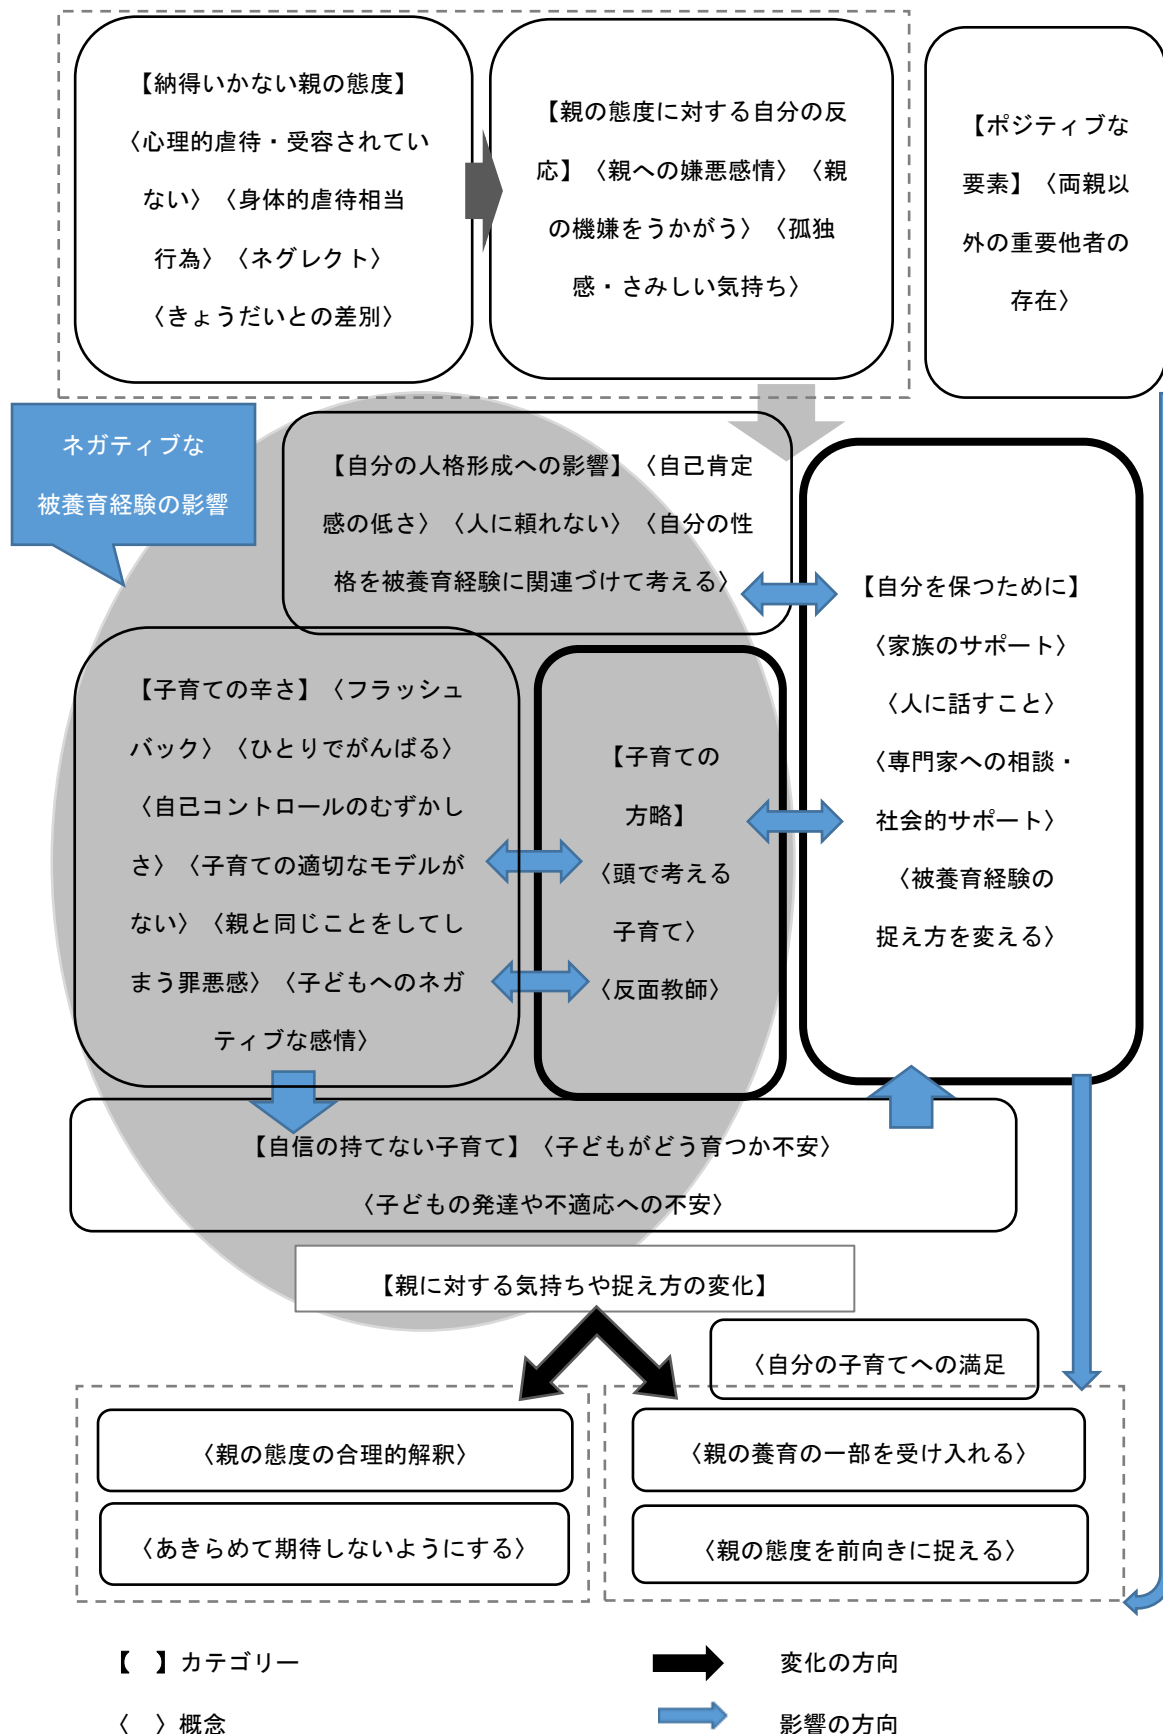 【納得いかない親の態度】
〈心理的虐待・受容されてい
ない〉〈身体的虐待相当
行為〉〈ネグレクト〉
〈きょうだいとの差別〉
【親の態度に対する自分の反
応】〈親への嫌悪感情〉〈親
の機嫌をうかがう〉〈孤独
感・さみしい気持ち〉
【ポジティブな
要素】〈両親以
外の重要他者の
存在〉
ネガティブな
被養育経験の影響
【自分の人格形成への影響】〈自己肯定
感の低さ〉〈人に頼れない〉〈自分の性
格を被養育経験に関連づけて考える〉
【自分を保つために】
〈家族のサポート〉
〈人に話すこと〉
〈専門家への相談・
社会的サポート〉
〈被養育経験の
捉え方を変える〉
【子育ての辛さ】〈フラッシュ
バック〉〈ひとりでがんばる〉
〈自己コントロールのむずかし
さ〉〈子育ての適切なモデルが
ない〉〈親と同じことをしてし
まう罪悪感〉〈子どもへのネガ
ティブな感情〉
【子育ての
方略】
〈頭で考える
子育て〉
〈反面教師〉
【自信の持てない子育て】〈子どもがどう育つか不安〉
〈子どもの発達や不適応への不安〉
【親に対する気持ちや捉え方の変化】
〈自分の子育てへの満足
〈親の態度の合理的解釈〉
〈あきらめて期待しないようにする〉
〈親の養育の一部を受け入れる〉
〈親の態度を前向きに捉える〉
【　】カテゴリー
〈　〉概念
変化の方向
影響の方向